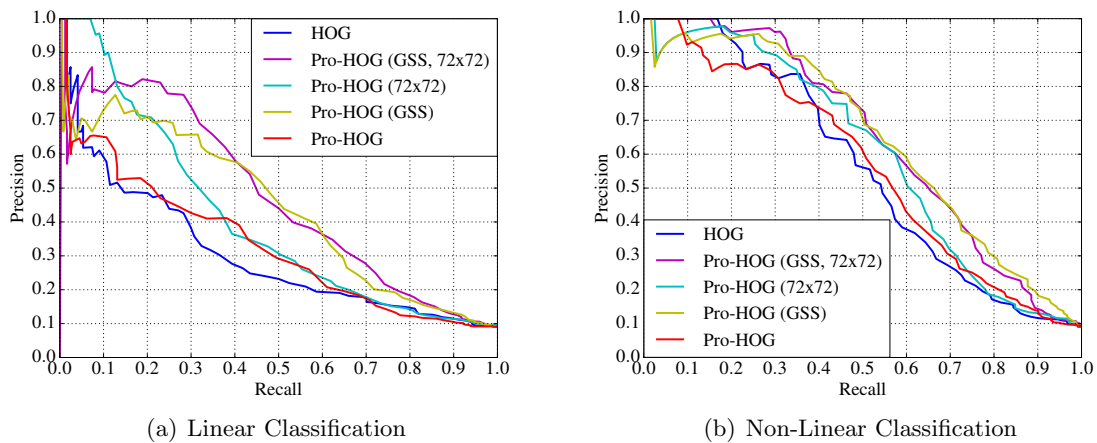 1.0
0.9
0.8
0.7
0.6
0.5
0.4
0.3
0.2
0.1
0.0
Precision
0.0 0.1 0.2 0.3 0.4 0.5 0.6 0.7 0.8 0.9 1.0
Recall
HOG
Pro-HOG (GSS, 72x72)
Pro-HOG (72x72)
Pro-HOG (GSS)
Pro-HOG
(a) Linear Classification
1.0
0.9
0.8
0.7
0.6
0.5
0.4
0.3
0.2
0.1
0.0
Precision
0.0 0.1 0.2 0.3 0.4 0.5 0.6 0.7 0.8 0.9 1.0
Recall
HOG
Pro-HOG (GSS, 72x72)
Pro-HOG (72x72)
Pro-HOG (GSS)
Pro-HOG
(b) Non-Linear Classification